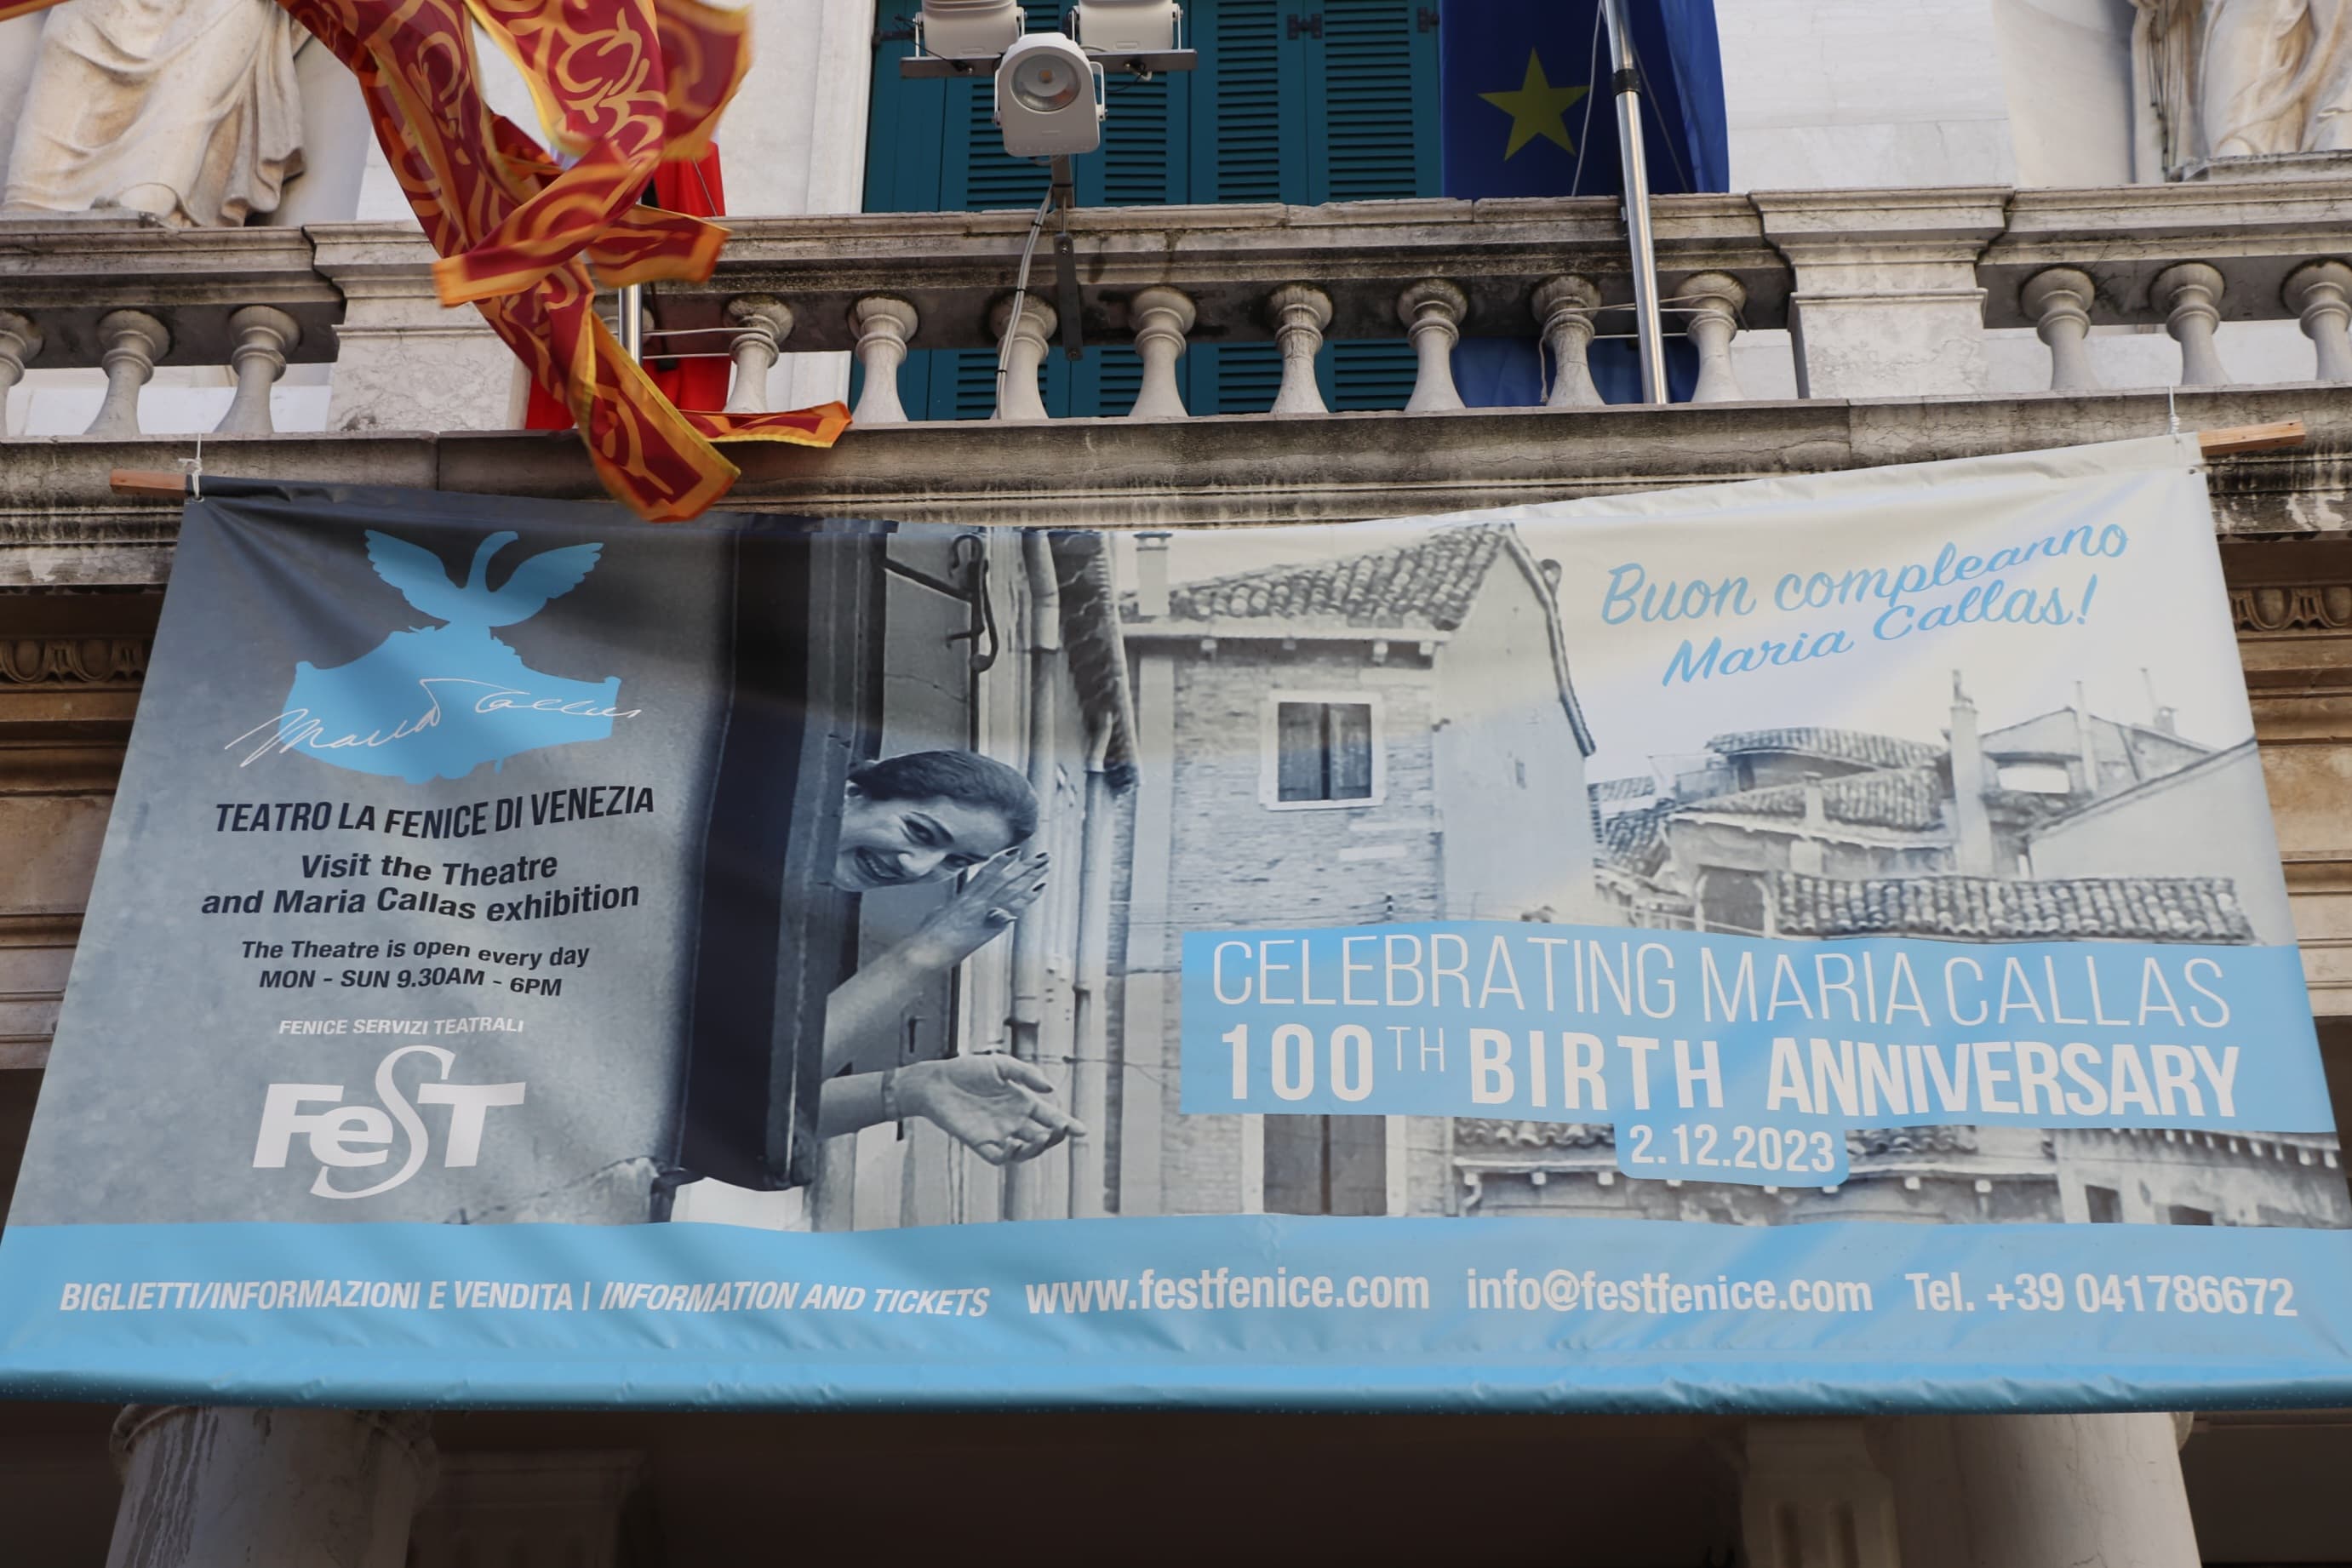 Maria Callas
TEATRO LA FENICE DI VENEZIA
Visit the Theatre
and Maria Callas exhibition
The Theatre is open every day
MON - SUN 9.30AM - 6PM
FENICE SERVIZI TEATRALI
FeST
Buon compleanno
Maria Callas!
CELEBRATING MARIA CALLAS
100TH BIRTH ANNIVERSARY
2.12.2023
BIGLIETTI/INFORMAZIONI E VENDITA | INFORMATION AND TICKETS www.festfenice.com info@festfenice.com Tel. +39 041786672